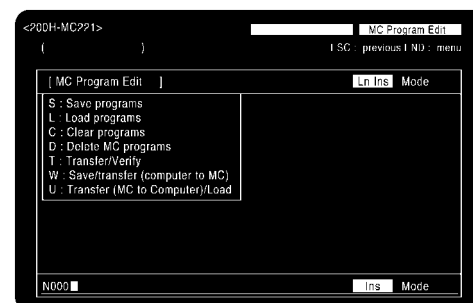 <200H-MC221>
MC Program Edit
( ) ESC : previous END : menu
[ MC Program Edit ] Ln Ins Mode
S : Save programs
L : Load programs
C : Clear programs
D : Delete MC programs
T : Transfer/Verify
W : Save/transfer (computer to MC)
U : Transfer (MC to Computer)/Load
N000 Ins Mode